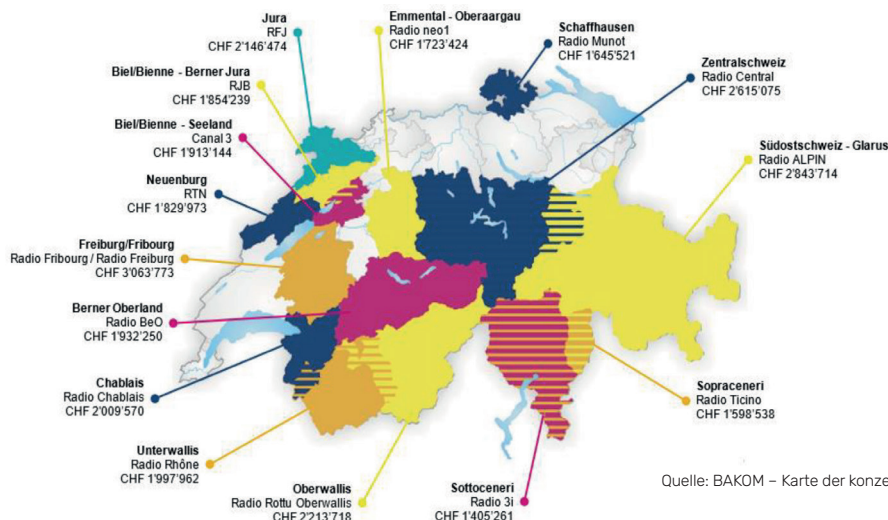 Jura
RFJ
CHF 2'146'474
Emmental - Oberaargau
Radio neo1
CHF 1'723'424
Schaffhausen
Radio Munot
CHF 1'645'521
Zentralschweiz
Radio Central
CHF 2'615'075
Biel/Bienne - Berner Jura
RJB
CHF 1'854'239
Biel/Bienne - Seeland
Canal 3
CHF 1'913'144
Südostschweiz - Glarus
Radio ALPIN
CHF 2'843'714
Neuenburg
RTN
CHF 1'829'973
Freiburg/Fribourg
Radio Fribourg / Radio Freiburg
CHF 3'063'773
Berner Oberland
Radio BeO
CHF 1'932'250
Chablais
Radio Chablais
CHF 2'009'570
Sopraceneri
Radio Ticino
CHF 1'598'538
Unterwallis
Radio Rhône
CHF 1'997'962
Oberwallis
Radio Rottu Oberwallis
CHF 2'213'718
Sottoceneri
Radio 3i
CHF 1'405'261
Quelle: BAKOM – Karte der konze